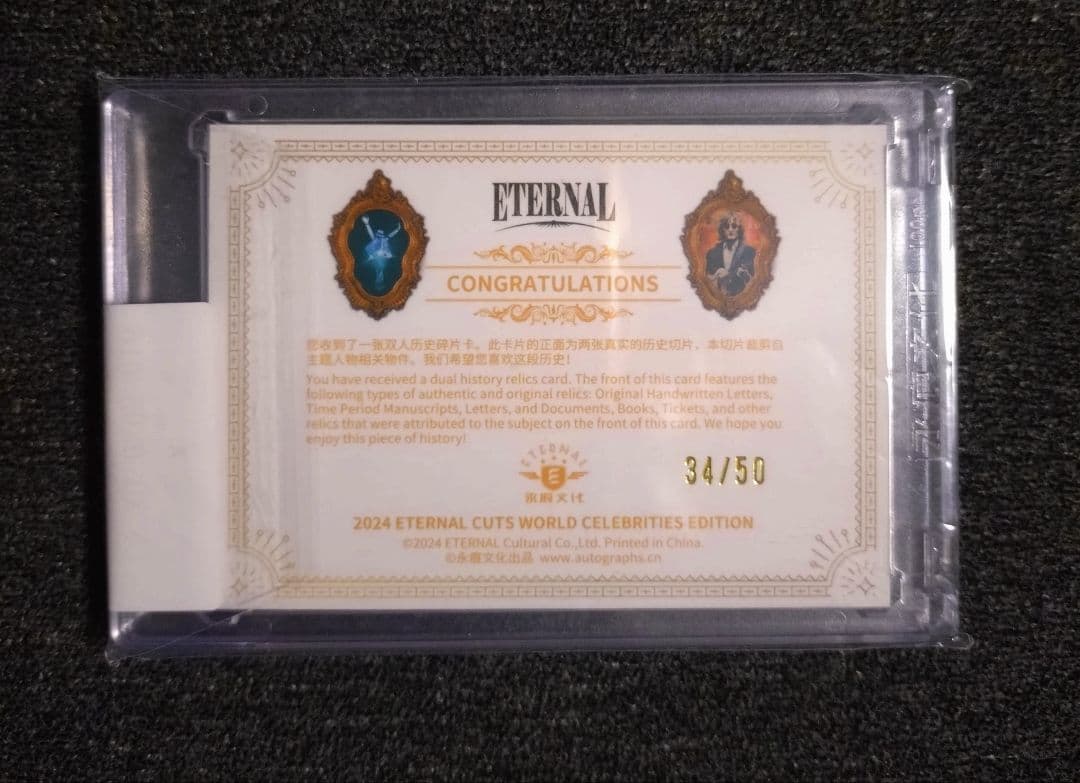 ETERNAL
CONGRATULATIONS
您收到了一张双人历史碎片卡。此卡片的正面为两张真实的历史切片，本切片裁剪自
主题人物相关物件。我们希望您喜欢这段历史！
You have received a dual history relics card. The front of this card features the
following types of authentic and original relics: Original Handwritten Letters,
Time Period Manuscripts, Letters, and Documents, Books, Tickets, and other
relics that were attributed to the subject on the front of this card. We hope you
enjoy this piece of history!
ETERNAL
E
永瘕文化
34/50
2024 ETERNAL CUTS WORLD CELEBRITIES EDITION
©2024 ETERNAL Cultural Co.,Ltd. Printed in China.
©永瘕文化出品 www.autographs.cn